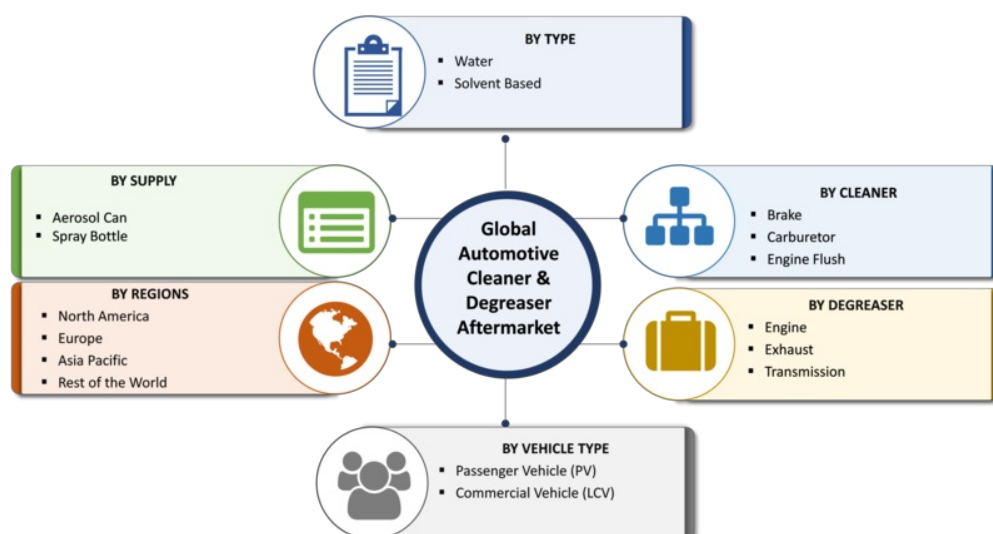 BY TYPE
Water
Solvent Based
BY SUPPLY
Aerosol Can
Spray Bottle
BY CLEANER
Brake
Carburetor
Engine Flush
Global
Automotive
Cleaner &
Degreaser
Aftermarket
BY REGIONS
North America
Europe
Asia Pacific
Rest of the World
BY DEGREASER
Engine
Exhaust
Transmission
BY VEHICLE TYPE
Passenger Vehicle (PV)
Commercial Vehicle (LCV)